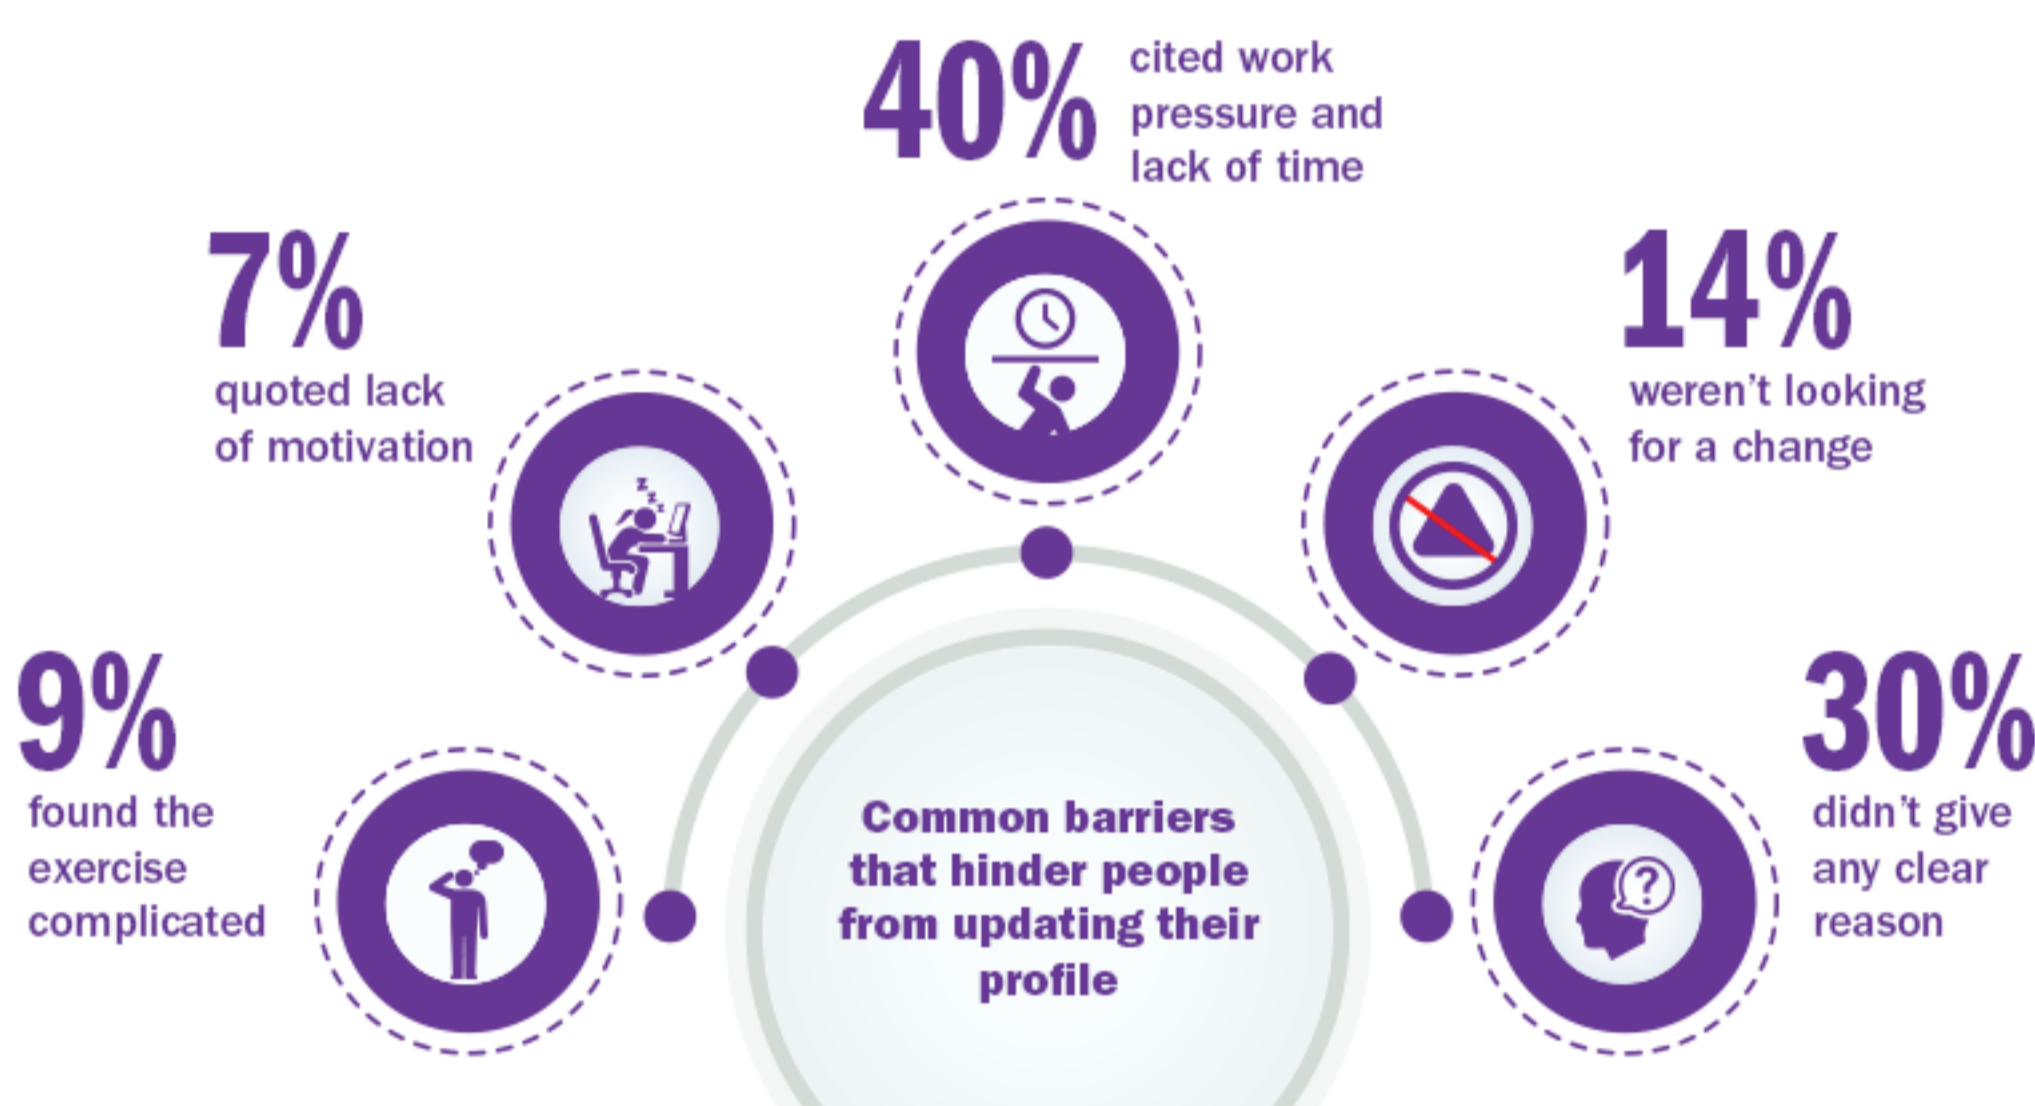 40%
cited work
pressure and
lack of time
7%
quoted lack
of motivation
14%
weren't looking
for a change
9%
found the
exercise
complicated
30%
didn't give
any clear
reason
Common barriers
that hinder people
from updating their
profile
z
z
z
?